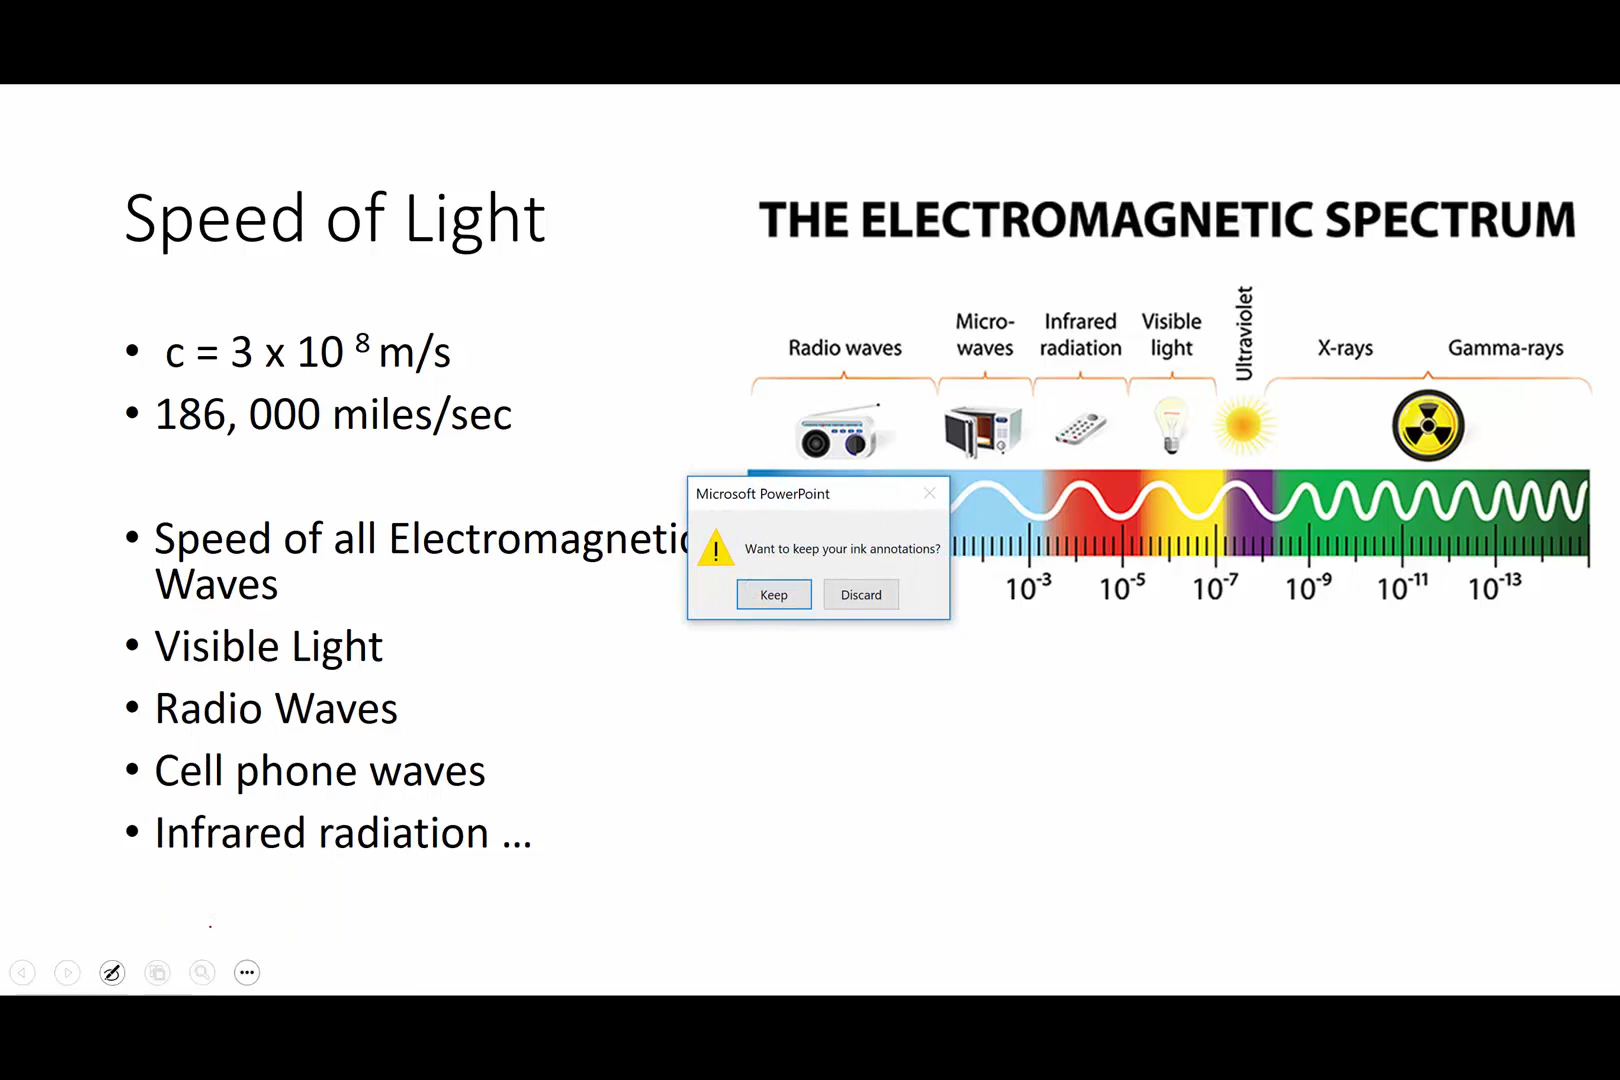 Speed of Light
• c = 3 x 10 ⁸ m/s
• 186, 000 miles/sec
• Speed of all Electromagnetic
Waves
• Visible Light
• Radio Waves
• Cell phone waves
• Infrared radiation ...
THE ELECTROMAGNETIC SPECTRUM
Radio waves
Micro-
waves
Infrared
radiation
Visible
light
Ultraviolet
X-rays
Gamma-rays
10⁻³ 10⁻⁵ 10⁻⁷ 10⁻⁹ 10⁻¹¹ 10⁻¹³
Microsoft PowerPoint
Want to keep your ink annotations?
Keep
Discard